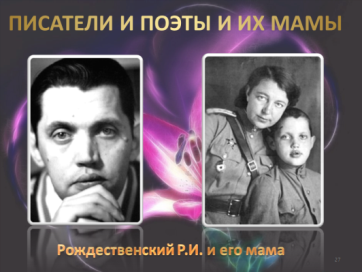 ПИСАТЕЛИ И ПОЭТЫ И ИХ МАМЫ
Рождественский Р.И. и его мама